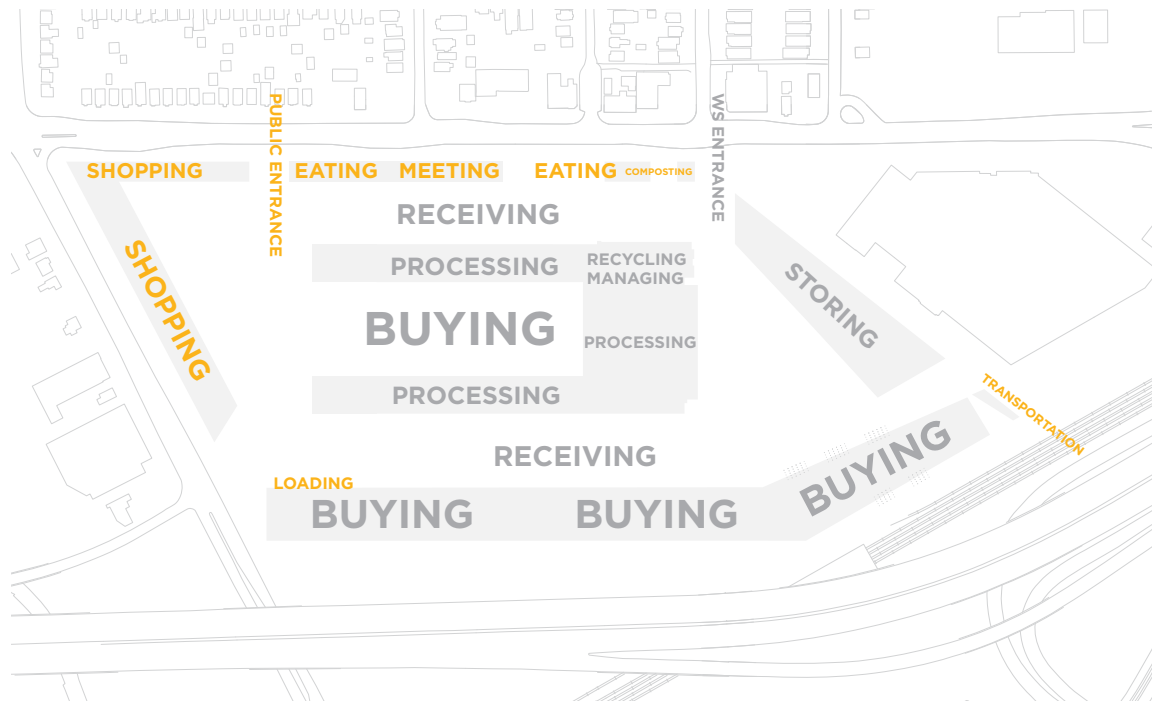 PUBLIC ENTRANCE
WS ENTRANCE
SHOPPING
EATING
MEETING
EATING
COMPOSTING
RECEIVING
SHOPPING
PROCESSING
RECYCLING
MANAGING
STORING
BUYING
PROCESSING
PROCESSING
TRANSPORTATION
RECEIVING
BUYING
LOADING
BUYING
BUYING